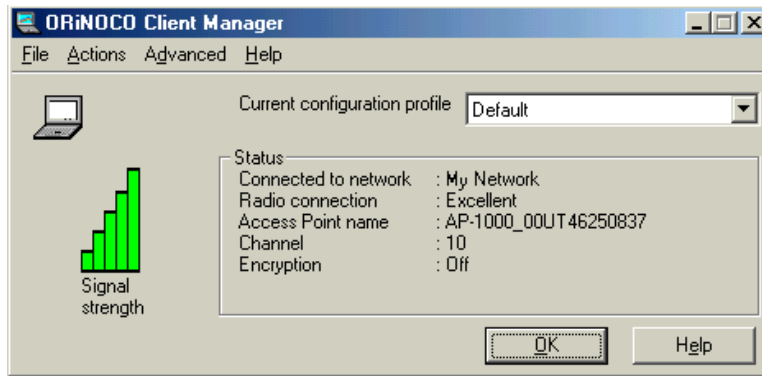 ORiNOCO Client Manager
File Actions Advanced Help
Current configuration profile Default
Status
Connected to network : My Network
Radio connection : Excellent
Access Point name : AP-1000_00UT46250837
Channel : 10
Encryption : Off
Signal
strength
OK Help